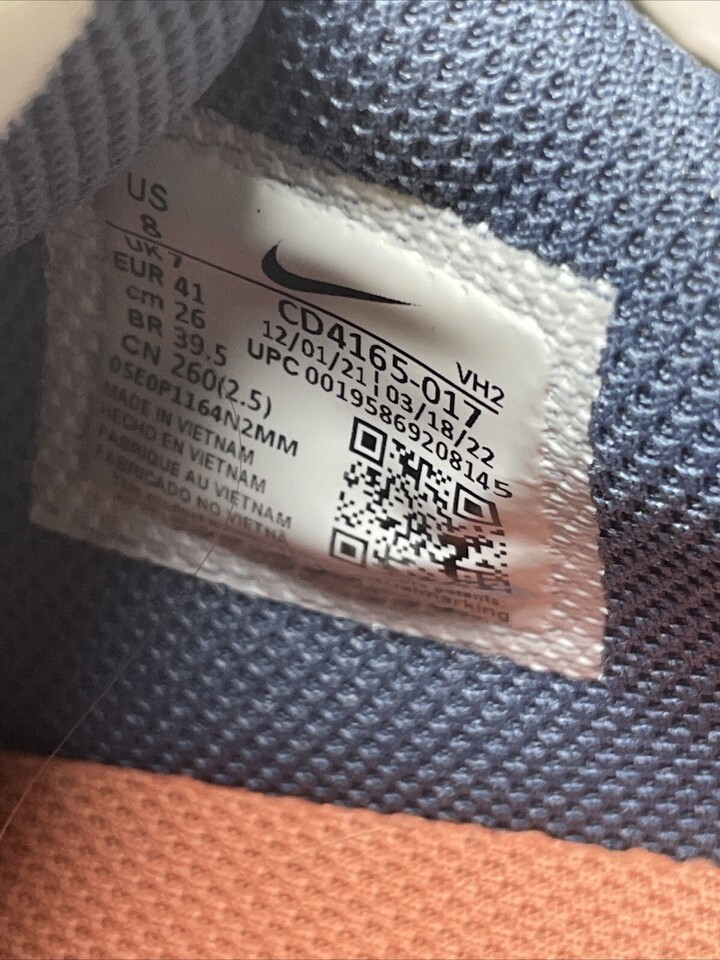 US
8
UK 7
EUR 41
cm 26
BR 39.5
CN 260(2.5)
0SE0P1164N2MM
MADE IN VIETNAM
HECHO EN VIETNAM
FABRIQUE AU VIETNAM
FABRICADO NO VIETNÃ
VH2
CD4165-017
12/01/21 | 03/18/22
UPC 00195869208145
patents